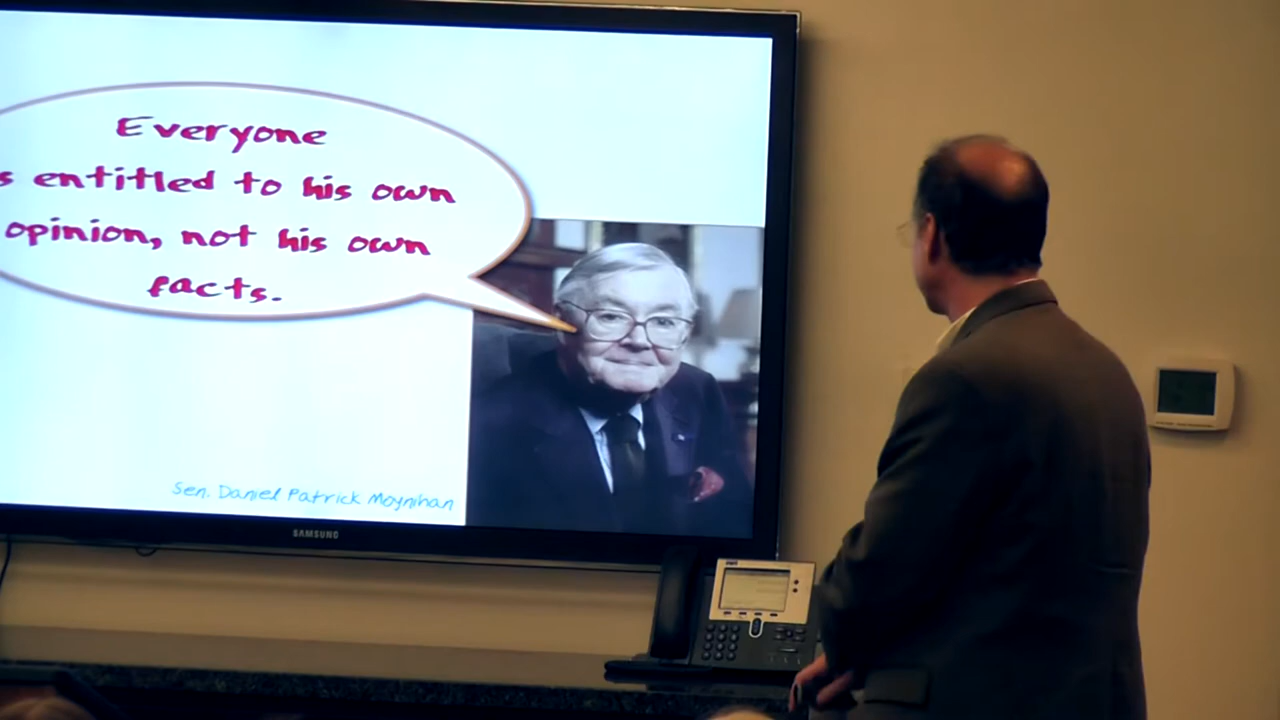 Everyone
s entitled to his own
opinion, not his own
facts.
Sen. Daniel Patrick Moynihan
SAMSUNG